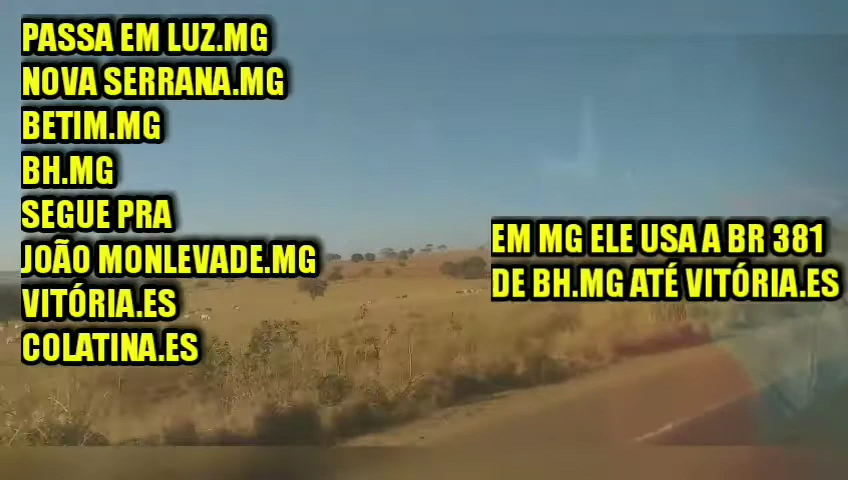 PASSA EM LUZ.MG
NOVA SERRANA.MG
BETIM.MG
BH.MG
SEGUE PRA
JOÃO MONLEVADE.MG
VITÓRIA.ES
COLATINA.ES
EM MG ELE USA A BR 381
DE BH.MG ATÉ VITÓRIA.ES